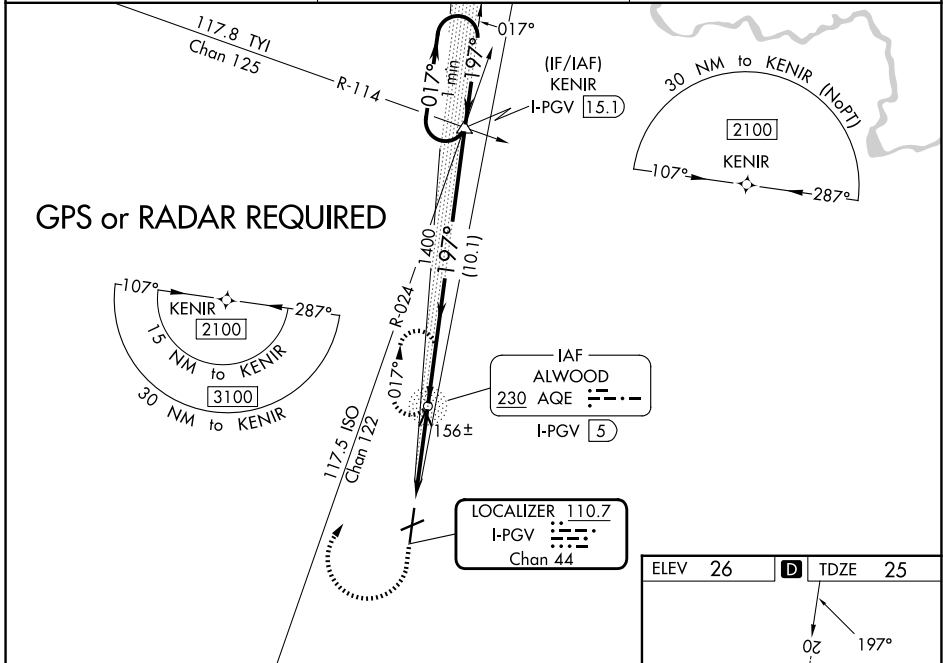 117.8 TYI
Chan 125
R-114
017°
1 min
197°
017°
(IF/IAF)
KENIR
I-PGV 15.1
30 NM to KENIR (NoPT)
2100
KENIR
107°
287°
GPS or RADAR REQUIRED
107°
KENIR
287°
2100
15 NM to KENIR
3100
30 NM to KENIR
1400
R-024
197°
(10.1)
017°
117.5 ISO
Chan 122
IAF
ALWOOD
230 AQE
I-PGV 5
156±
LOCALIZER 110.7
I-PGV
Chan 44
ELEV 26 D TDZE 25
20
197°